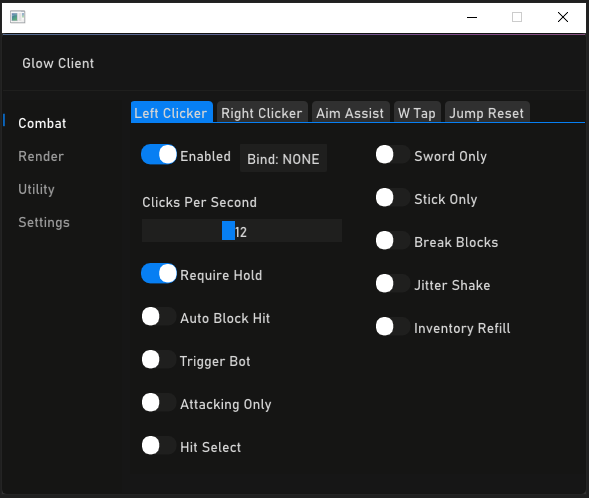 Glow Client
Combat
Render
Utility
Settings
Left Clicker
Right Clicker
Aim Assist
W Tap
Jump Reset
Enabled
Bind: NONE
Clicks Per Second
12
Require Hold
Auto Block Hit
Trigger Bot
Attacking Only
Hit Select
Sword Only
Stick Only
Break Blocks
Jitter Shake
Inventory Refill